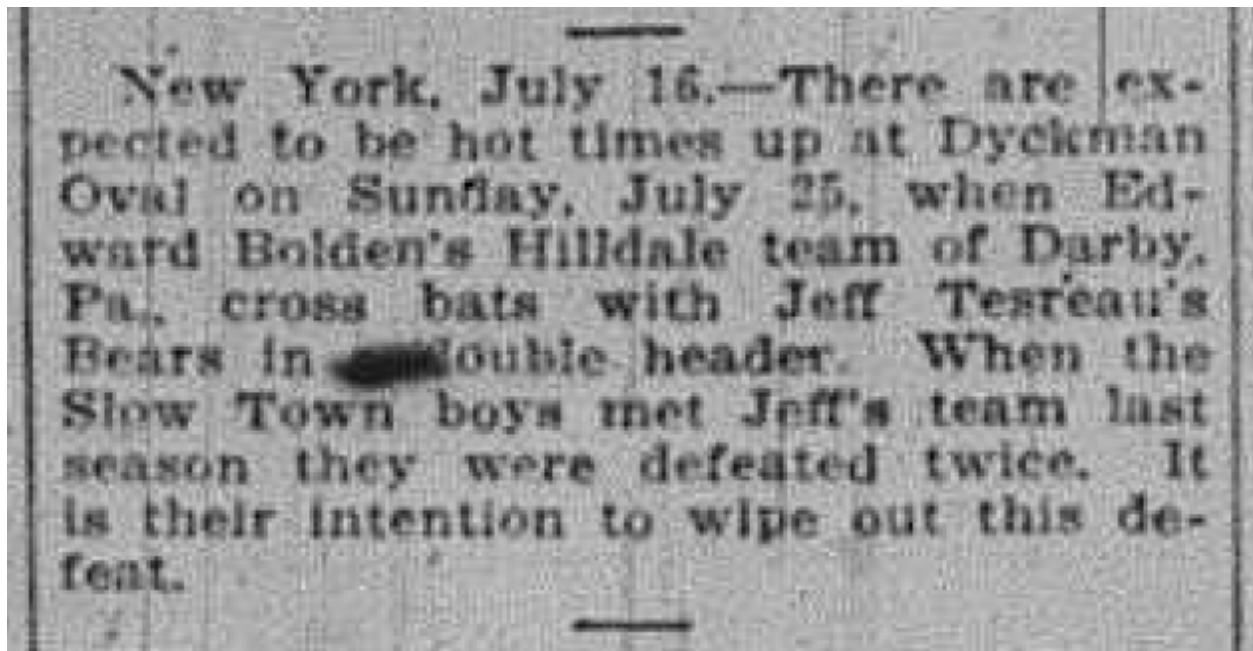 New York, July 16.—There are ex-
pected to be hot times up at Dyckman
Oval on Sunday, July 25, when Ed-
ward Bolden's Hilldale team of Darby,
Pa., cross bats with Jeff Tesreau's
Bears in double header. When the
Slow Town boys met Jeff's team last
season they were defeated twice. It
is their intention to wipe out this de-
feat.